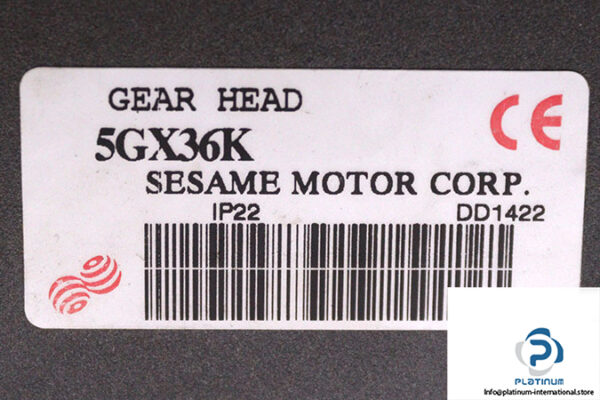 GEAR HEAD
CE
5GX36K
SESAME MOTOR CORP.
IP22 DD1422
PLATINUM
Info@platinum-international.store